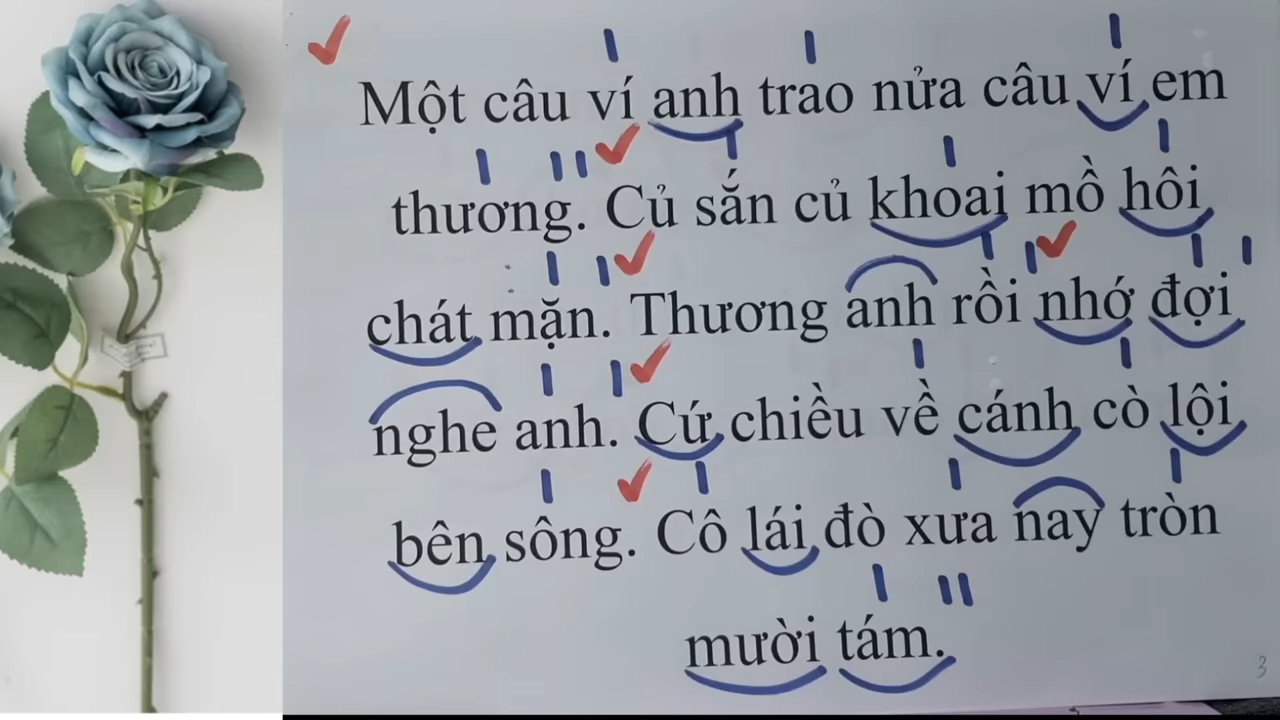 Một câu ví anh trao nửa câu ví em
thương. Củ sắn củ khoai mồ hôi
chát mặn. Thương anh rồi nhớ đợi
nghe anh. Cứ chiều về cánh cò lội
bên sông. Cô lái đò xưa nay tròn
mười tám.
3